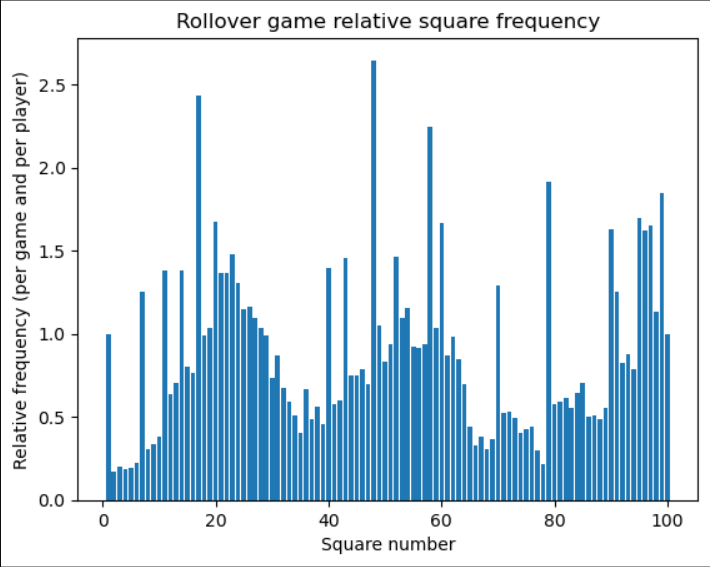 Rollover game relative square frequency
Relative frequency (per game and per player)
2.5
2.0
1.5
1.0
0.5
0.0
0 20 40 60 80 100
Square number